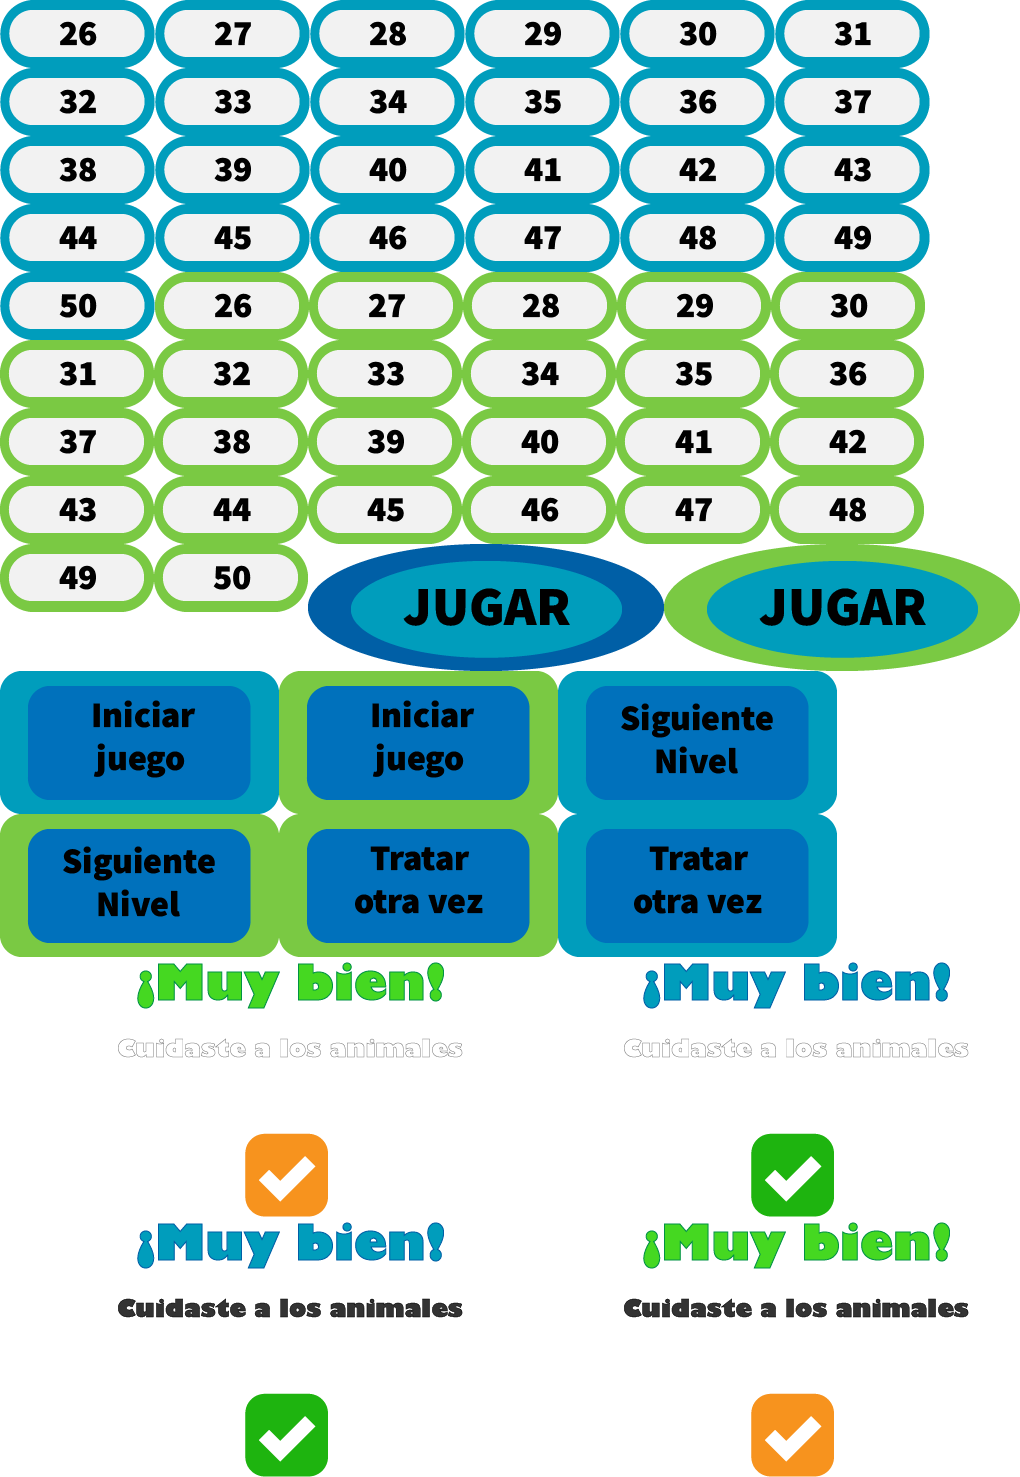 26 27 28 29 30 31
32 33 34 35 36 37
38 39 40 41 42 43
44 45 46 47 48 49
50 26 27 28 29 30
31 32 33 34 35 36
37 38 39 40 41 42
43 44 45 46 47 48
49 50 JUGAR JUGAR
Iniciar
juego
Iniciar
juego
Siguiente
Nivel
Siguiente
Nivel
Tratar
otra vez
Tratar
otra vez
¡Muy bien!
Cuidaste a los animales
¡Muy bien!
Cuidaste a los animales
¡Muy bien!
Cuidaste a los animales
¡Muy bien!
Cuidaste a los animales